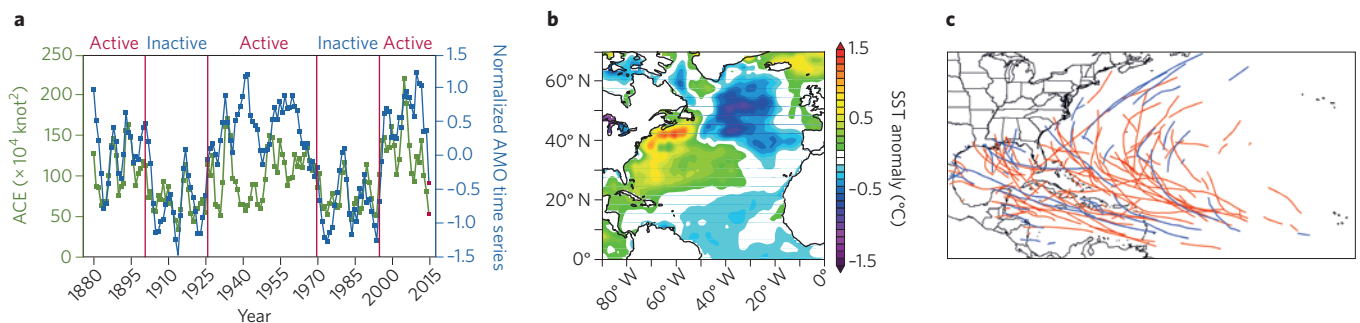 a
Active Inactive Active Inactive Active
ACE (× 10⁴ knot²)
250
200
150
100
50
0
1.5
1.0
0.5
0.0
−0.5
−1.0
−1.5
Normalized AMO time series
1880 1895 1910 1925 1940 1955 1970 1985 2000 2015
Year
b
60° N
40° N
20° N
0°
80° W 60° W 40° W 20° W 0°
1.5
0.5
−0.5
−1.5
SST anomaly (°C)
c